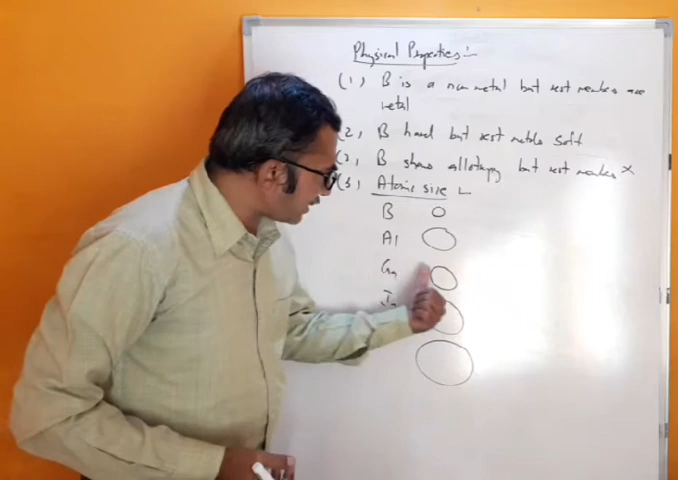 Physical Properties:-
(1) B is a non metal but rest members are
metal
(2) B hard but rest metals soft
(3) B shows allotropy but rest members ×
(3) Atomic size
B
Al
Ga
In